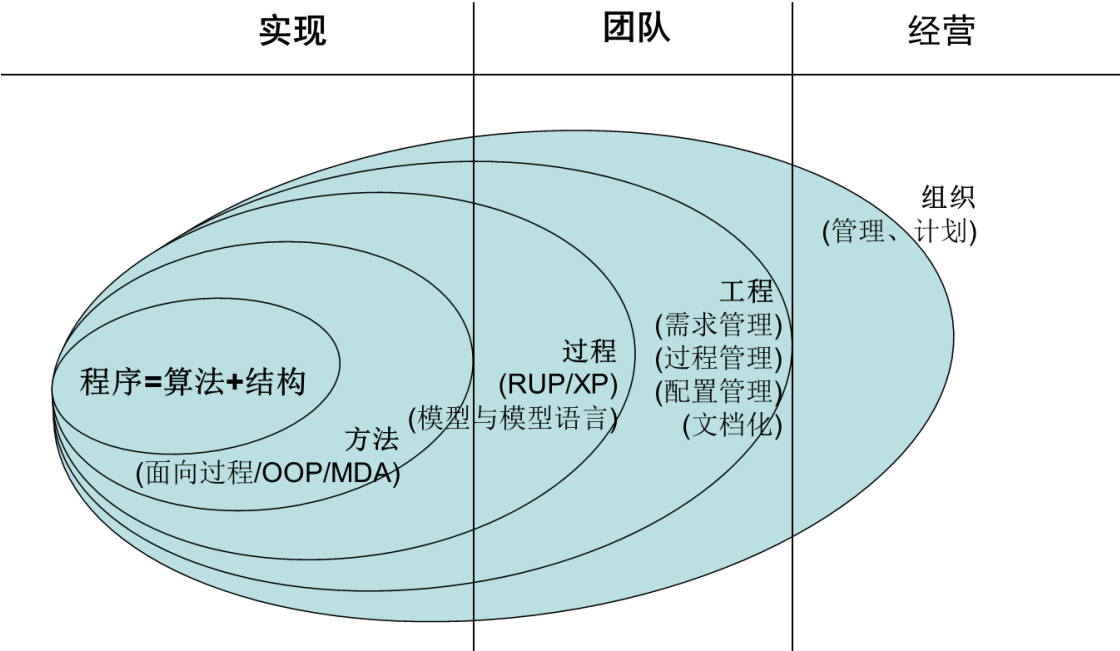 实现
团队
经营
程序=算法+结构
方法
(面向过程/OOP/MDA)
过程
(RUP/XP)
(模型与模型语言)
工程
(需求管理)
(过程管理)
(配置管理)
(文档化)
组织
(管理、计划)